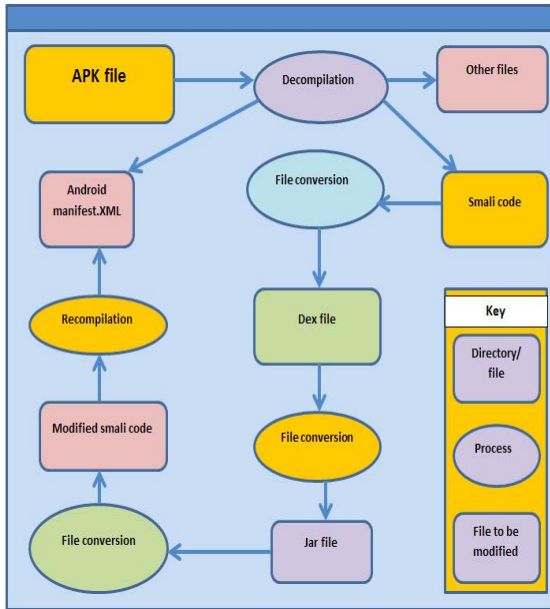 APK file
Decompilation
Other files
Android
manifest.XML
File conversion
Smali code
Recompilation
Dex file
Key
Directory/
file
Modified smali code
File conversion
Process
File conversion
Jar file
File to be
modified